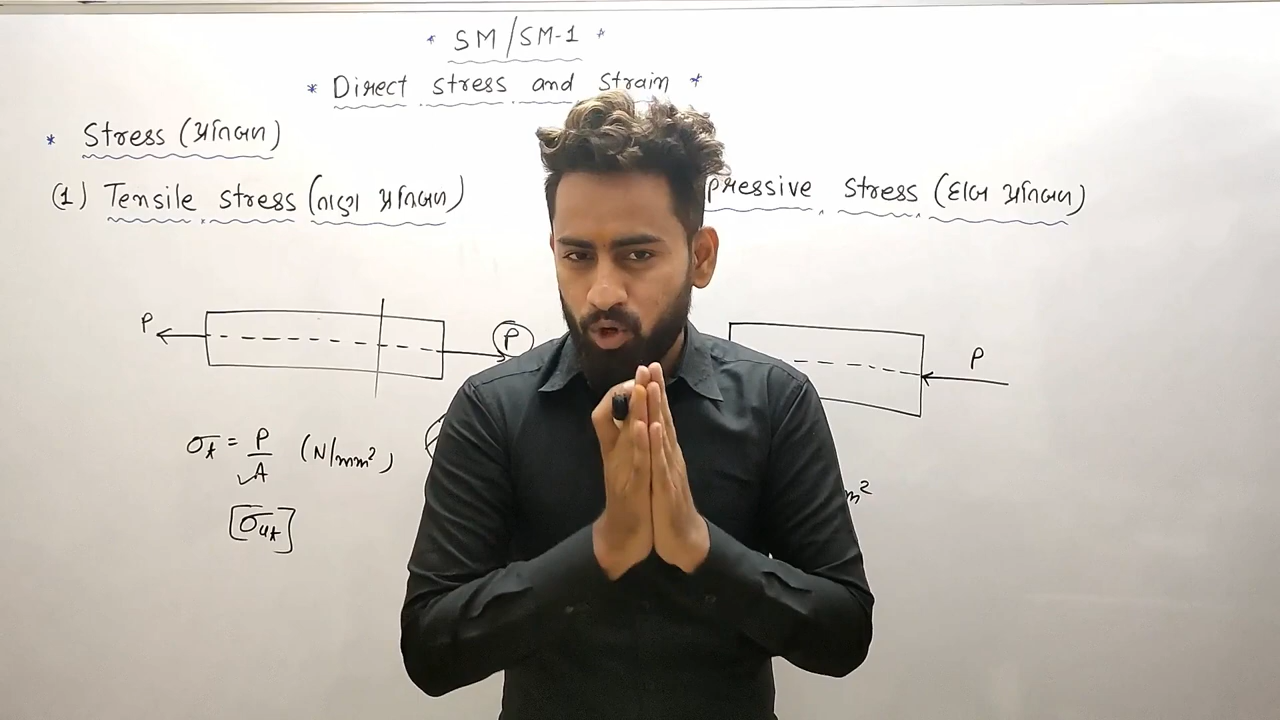 * SM/SM-1 *
* Direct stress and strain *
* Stress (પ્રતિબળ)
(1) Tensile stress (તાણ પ્રતિબળ)
pressive stress (દાબ પ્રતિબળ)
P
P
P
σt = P/A (N/mm²)
[σut]
m²